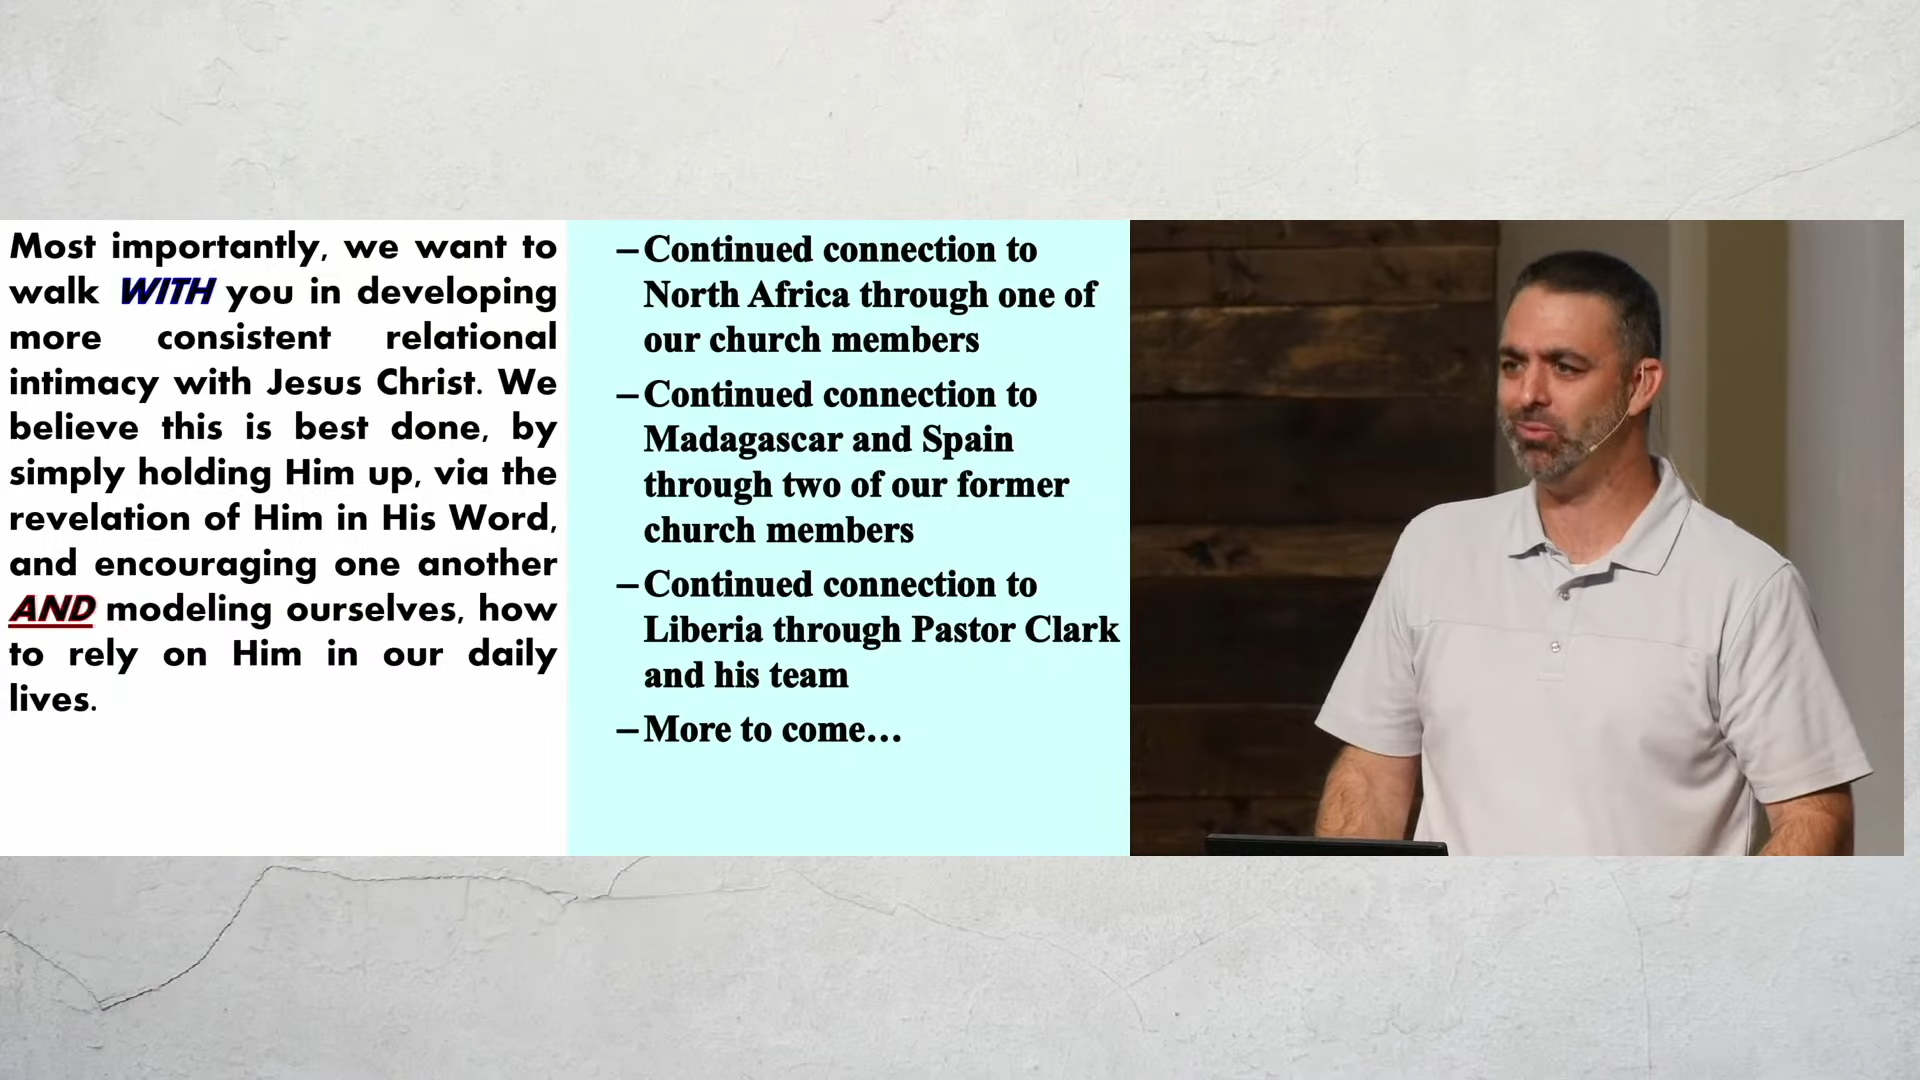 Most importantly, we want to
walk WITH you in developing
more consistent relational
intimacy with Jesus Christ. We
believe this is best done, by
simply holding Him up, via the
revelation of Him in His Word,
and encouraging one another
AND modeling ourselves, how
to rely on Him in our daily
lives.
–Continued connection to
North Africa through one of
our church members
–Continued connection to
Madagascar and Spain
through two of our former
church members
–Continued connection to
Liberia through Pastor Clark
and his team
–More to come…